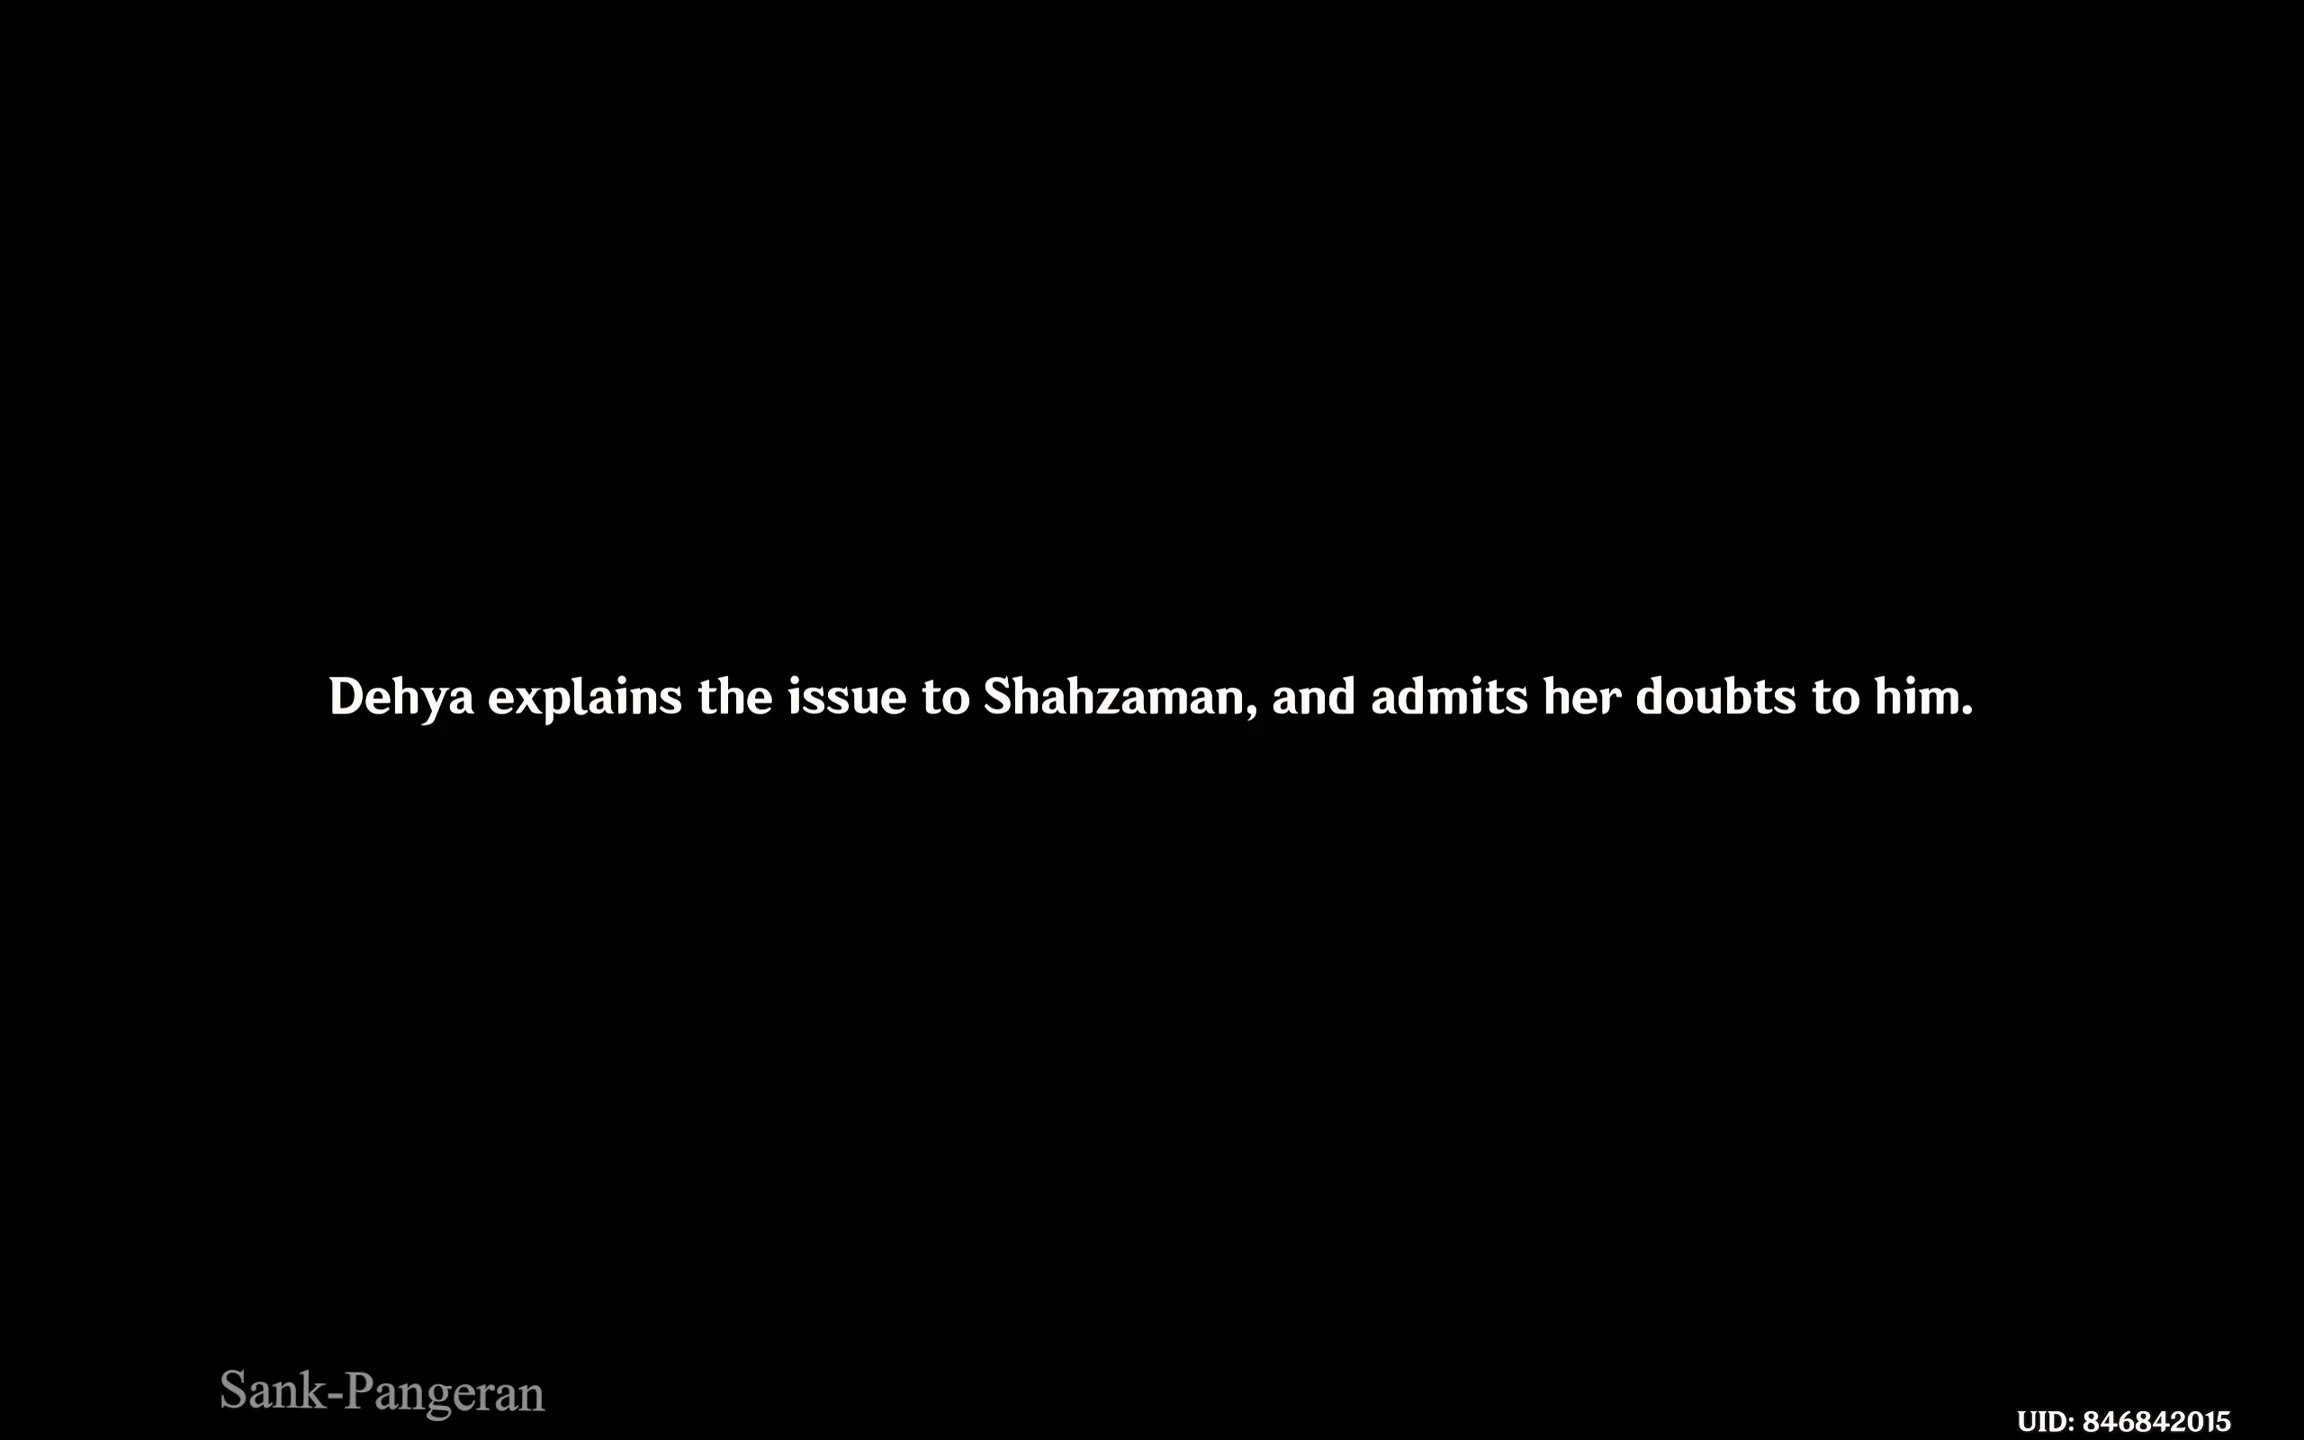 Dehya explains the issue to Shahzaman, and admits her doubts to him.
Sank-Pangeran
UID: 846842015